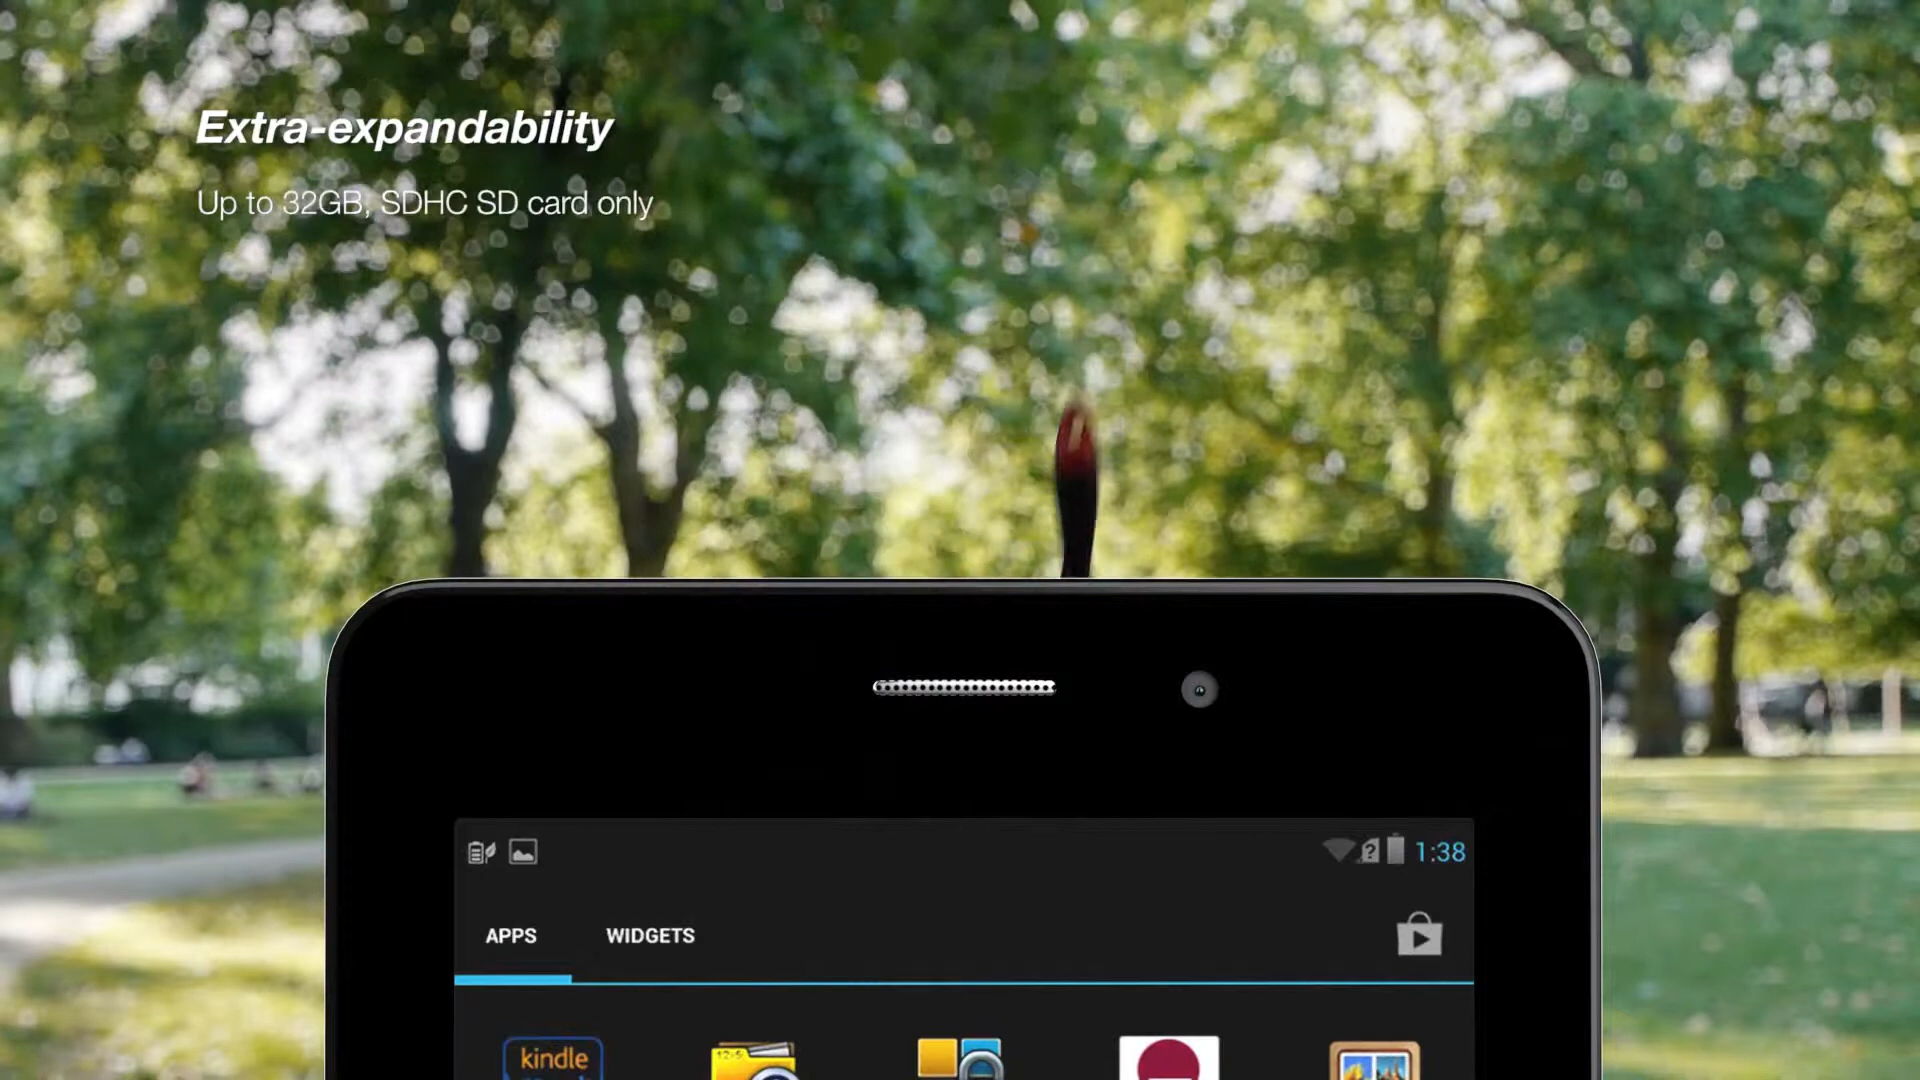 Extra-expandability
Up to 32GB, SDHC SD card only
1:38
APPS
WIDGETS
kindle